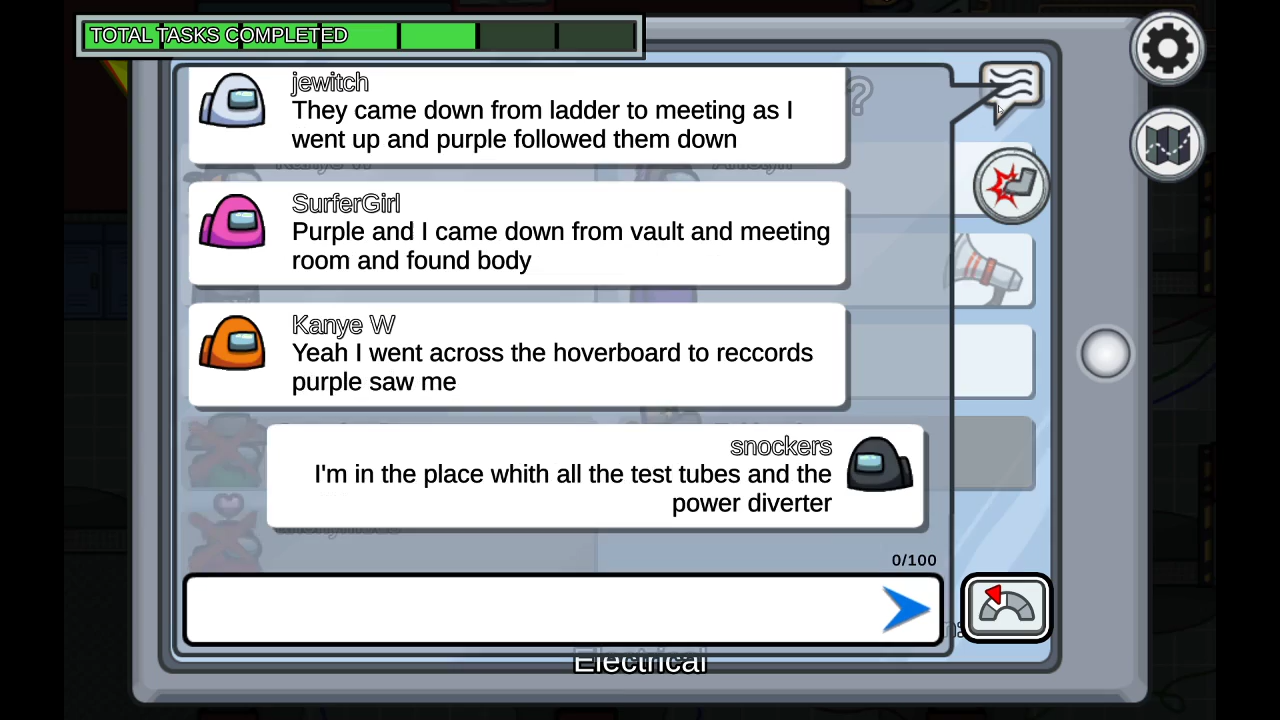 TOTAL TASKS COMPLETED
jewitch
They came down from ladder to meeting as I
went up and purple followed them down
?
SurferGirl
Purple and I came down from vault and meeting
room and found body
Kanye W
Yeah I went across the hoverboard to reccords
purple saw me
snockers
I'm in the place whith all the test tubes and the
power diverter
0/100
Electrical